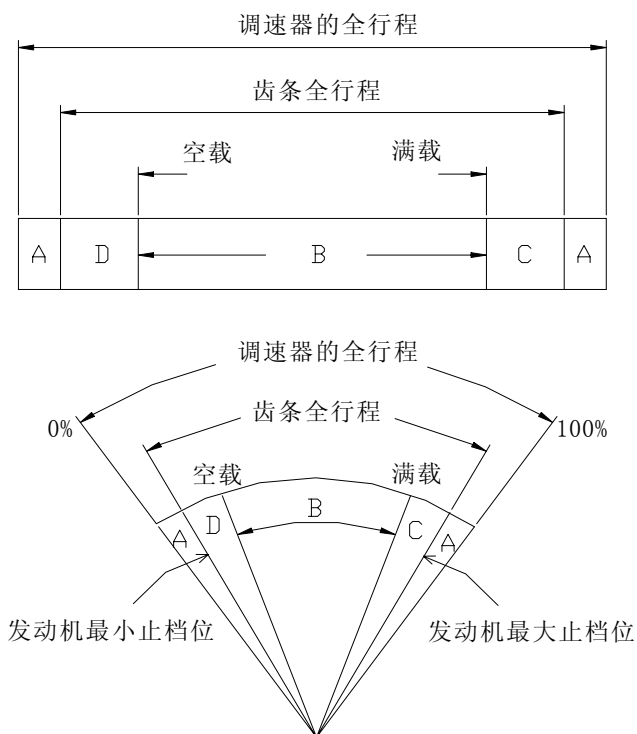 调速器的全行程
齿条全行程
空载 满载
A D B C A
调速器的全行程
0% 齿条全行程 100%
空载 满载
A D B C A
发动机最小止档位 发动机最大止档位